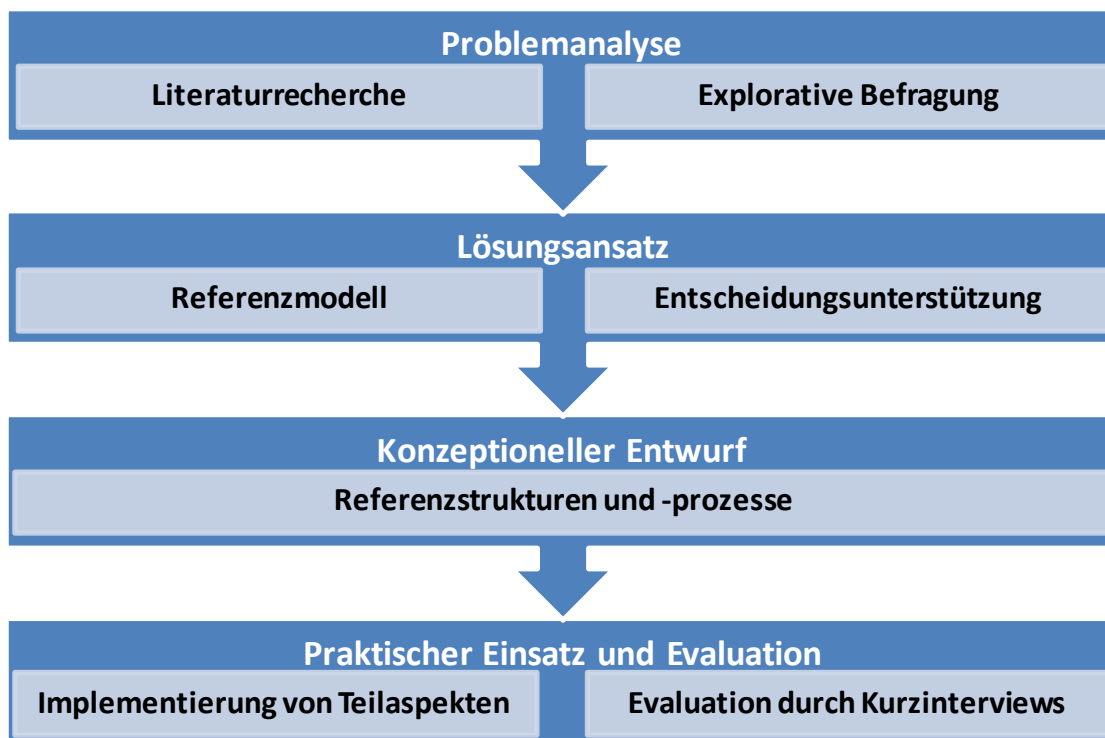 Problemanalyse
Literaturrecherche
Explorative Befragung
Lösungsansatz
Referenzmodell
Entscheidungsunterstützung
Konzeptioneller Entwurf
Referenzstrukturen und -prozesse
Praktischer Einsatz und Evaluation
Implementierung von Teilaspekten
Evaluation durch Kurzinterviews